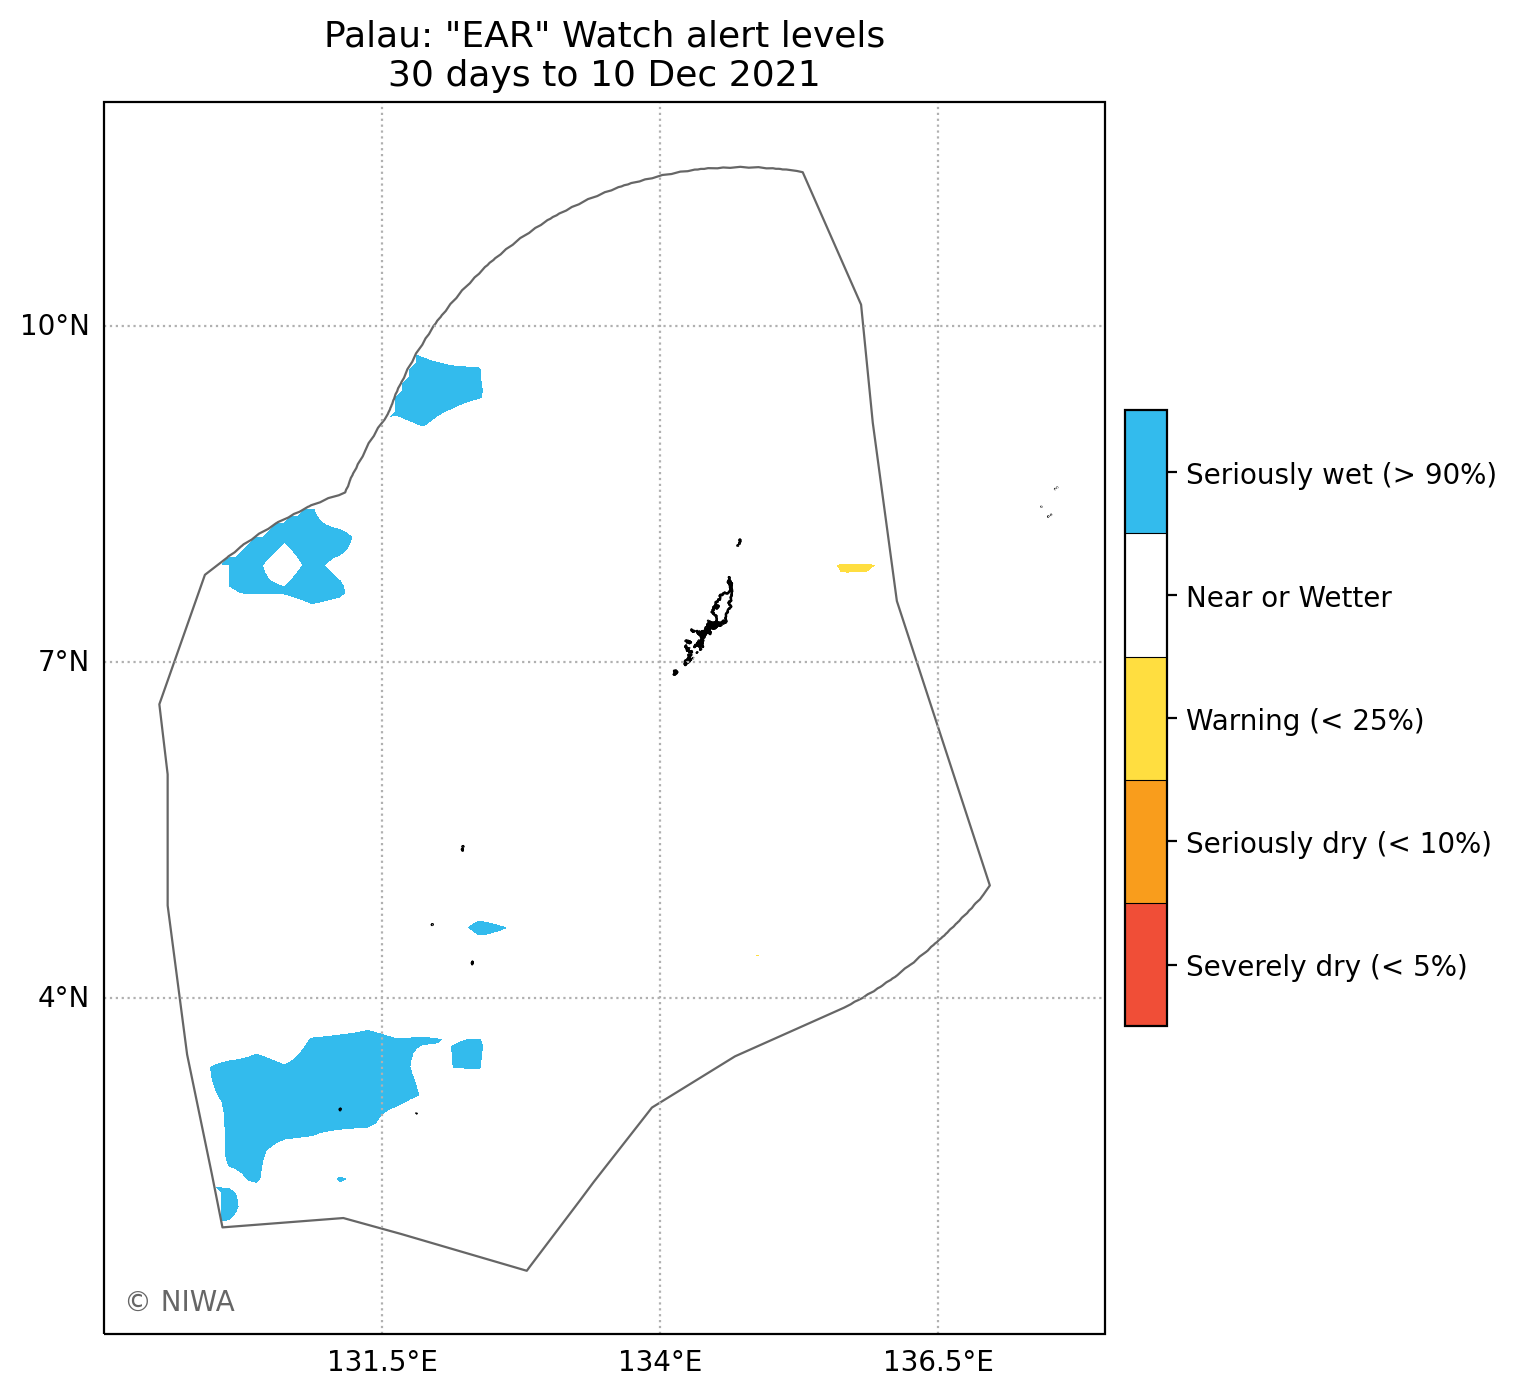 Palau: "EAR" Watch alert levels
30 days to 10 Dec 2021
10°N
7°N
4°N
131.5°E
134°E
136.5°E
Seriously wet (> 90%)
Near or Wetter
Warning (< 25%)
Seriously dry (< 10%)
Severely dry (< 5%)
© NIWA